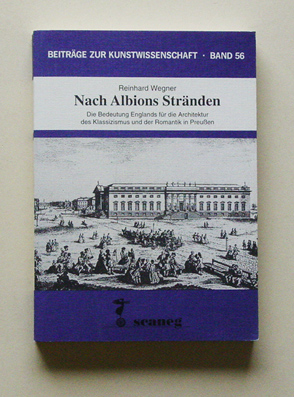 BEITRÄGE ZUR KUNSTWISSENSCHAFT · BAND 56
Reinhard Wegner
Nach Albions Stränden
Die Bedeutung Englands für die Architektur
des Klassizismus und der Romantik in Preußen
scaneg